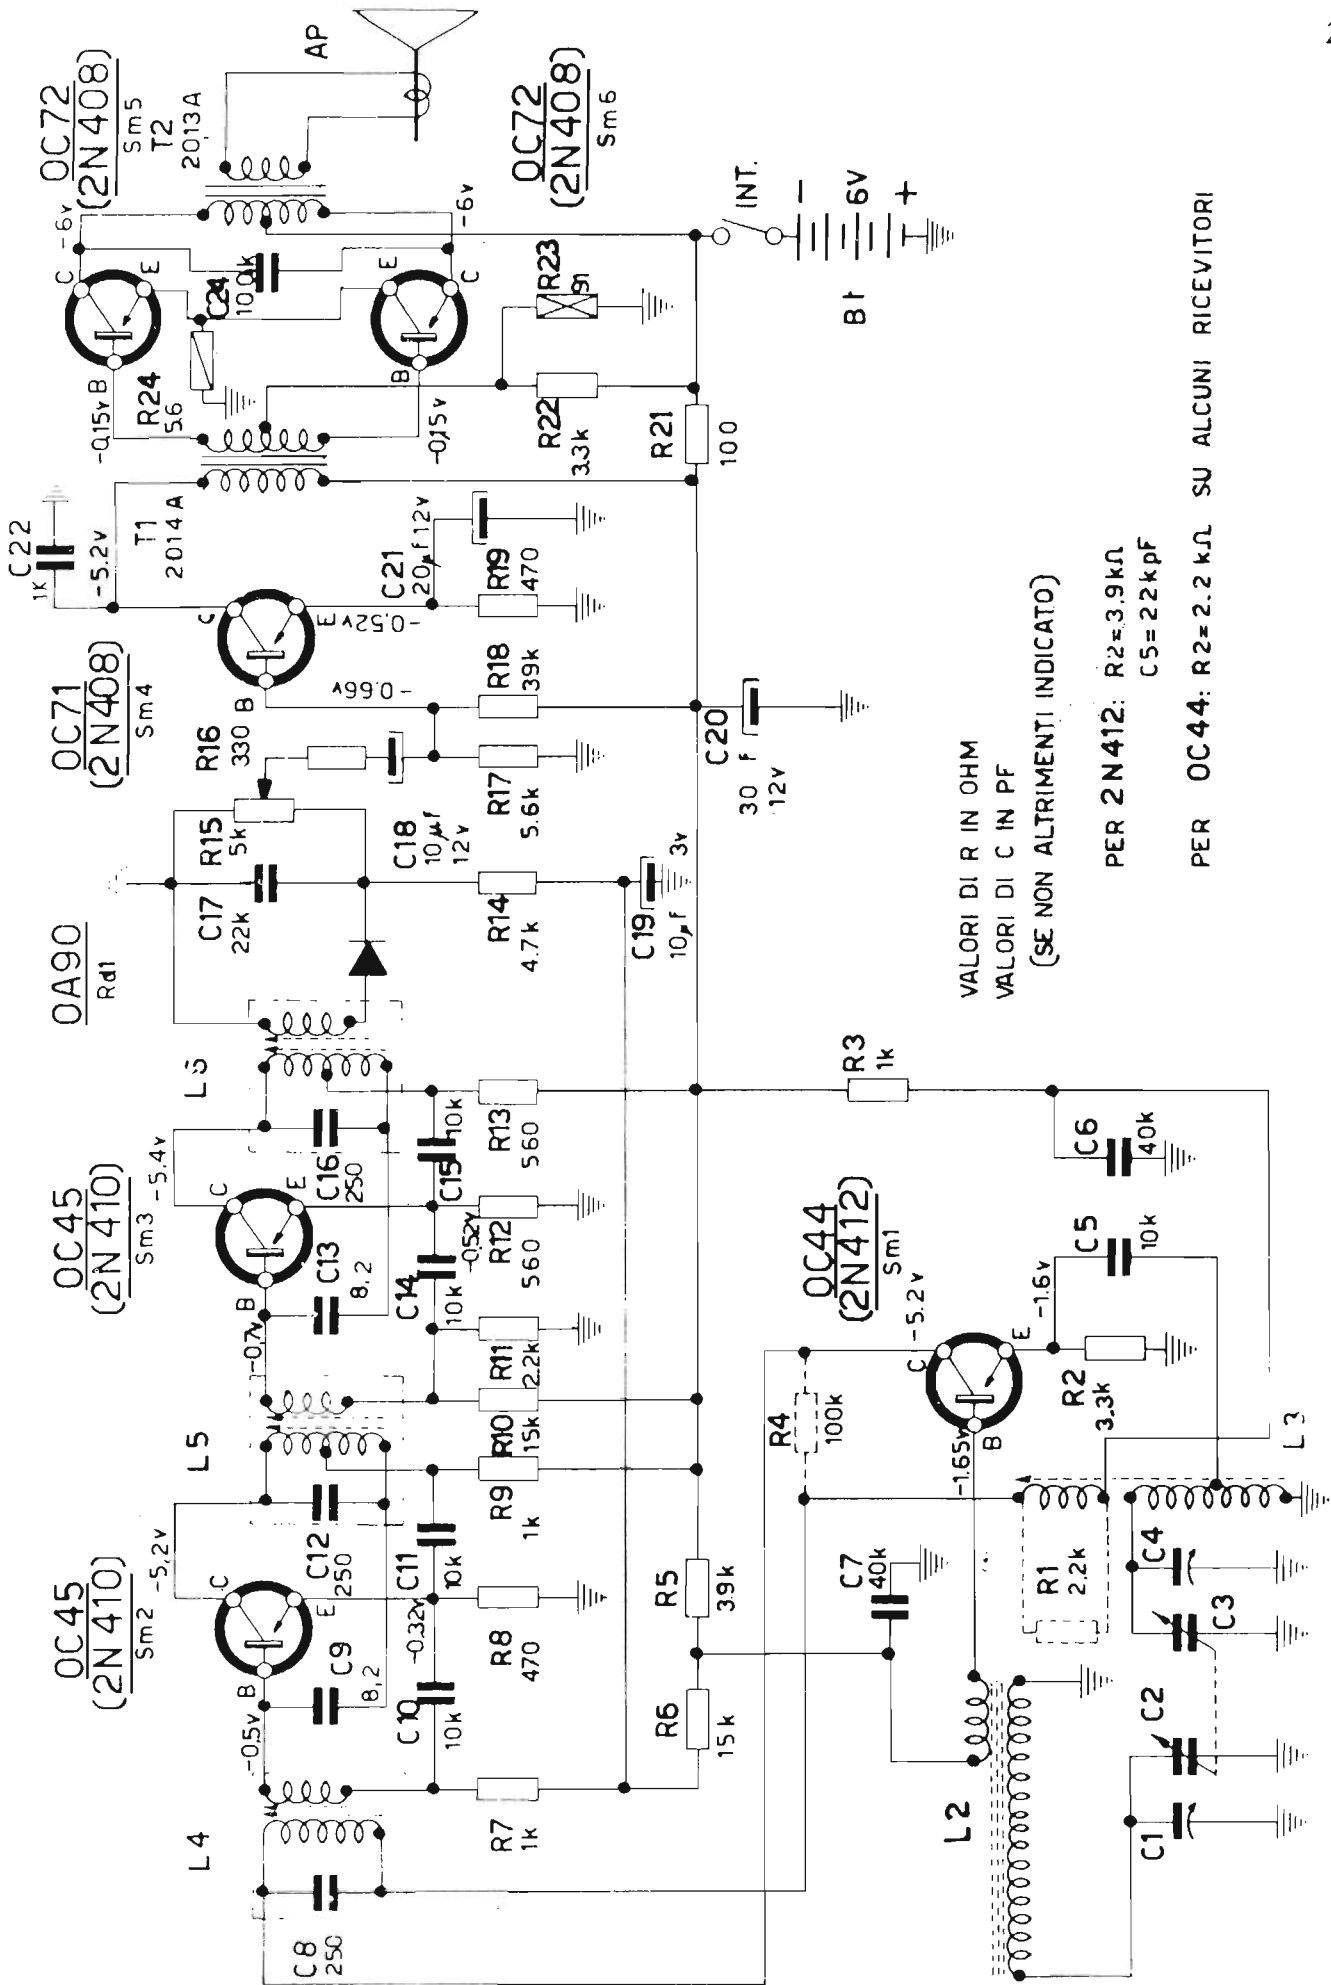 OC45
(2N410)
Sm2
OC45
(2N410)
Sm3
OA90
Rd1
OC71
(2N408)
Sm4
OC72
(2N408)
Sm5
OC72
(2N408)
Sm6
OC44
(2N412)
Sm1
L4
C8
250
-0.5v
B
C
E
-5,2v
C9
8,2
C10
10k
-0.32v
C11
10k
C12
250
L5
R7
1k
R8
470
R9
1k
R10
15k
-0.7v
B
C
E
-5.4v
C13
8.2
C14
10k
-0.52v
C15
10k
C16
250
R11
2.2k
R12
560
R13
560
C17
22k
R15
5k
R16
330
C18
10µf
12v
R14
4.7k
C19
10µf
3v
R17
5.6k
R18
39k
-0.66v
B
C
E
-0.52v
C22
1K
-5.2v
T1
2014A
C21
20µf 12v
R19
470
C20
30 F
12v
-0,15v
B
C
E
-6v
R24
5.6
C24
T2
2013A
AP
-0,15v
B
E
C
-6v
R22
3.3k
R23
91
R21
100
INT.
-
6V
+
R6
15k
R5
3.9k
C7
40k
R4
100k
-5.2v
C
B
E
-1.65v
-1.6v
R2
3.3k
C5
10k
C6
40k
R3
1k
L2
C1
C2
C3
C4
R1
2.2k
L3
VALORI DI R IN OHM
VALORI DI C IN PF
(SE NON ALTRIMENTI INDICATO)
PER 2N412: R2=3.9kΩ
C5=22kpF
PER OC44: R2=2.2kΩ SU ALCUNI RICEVITORI